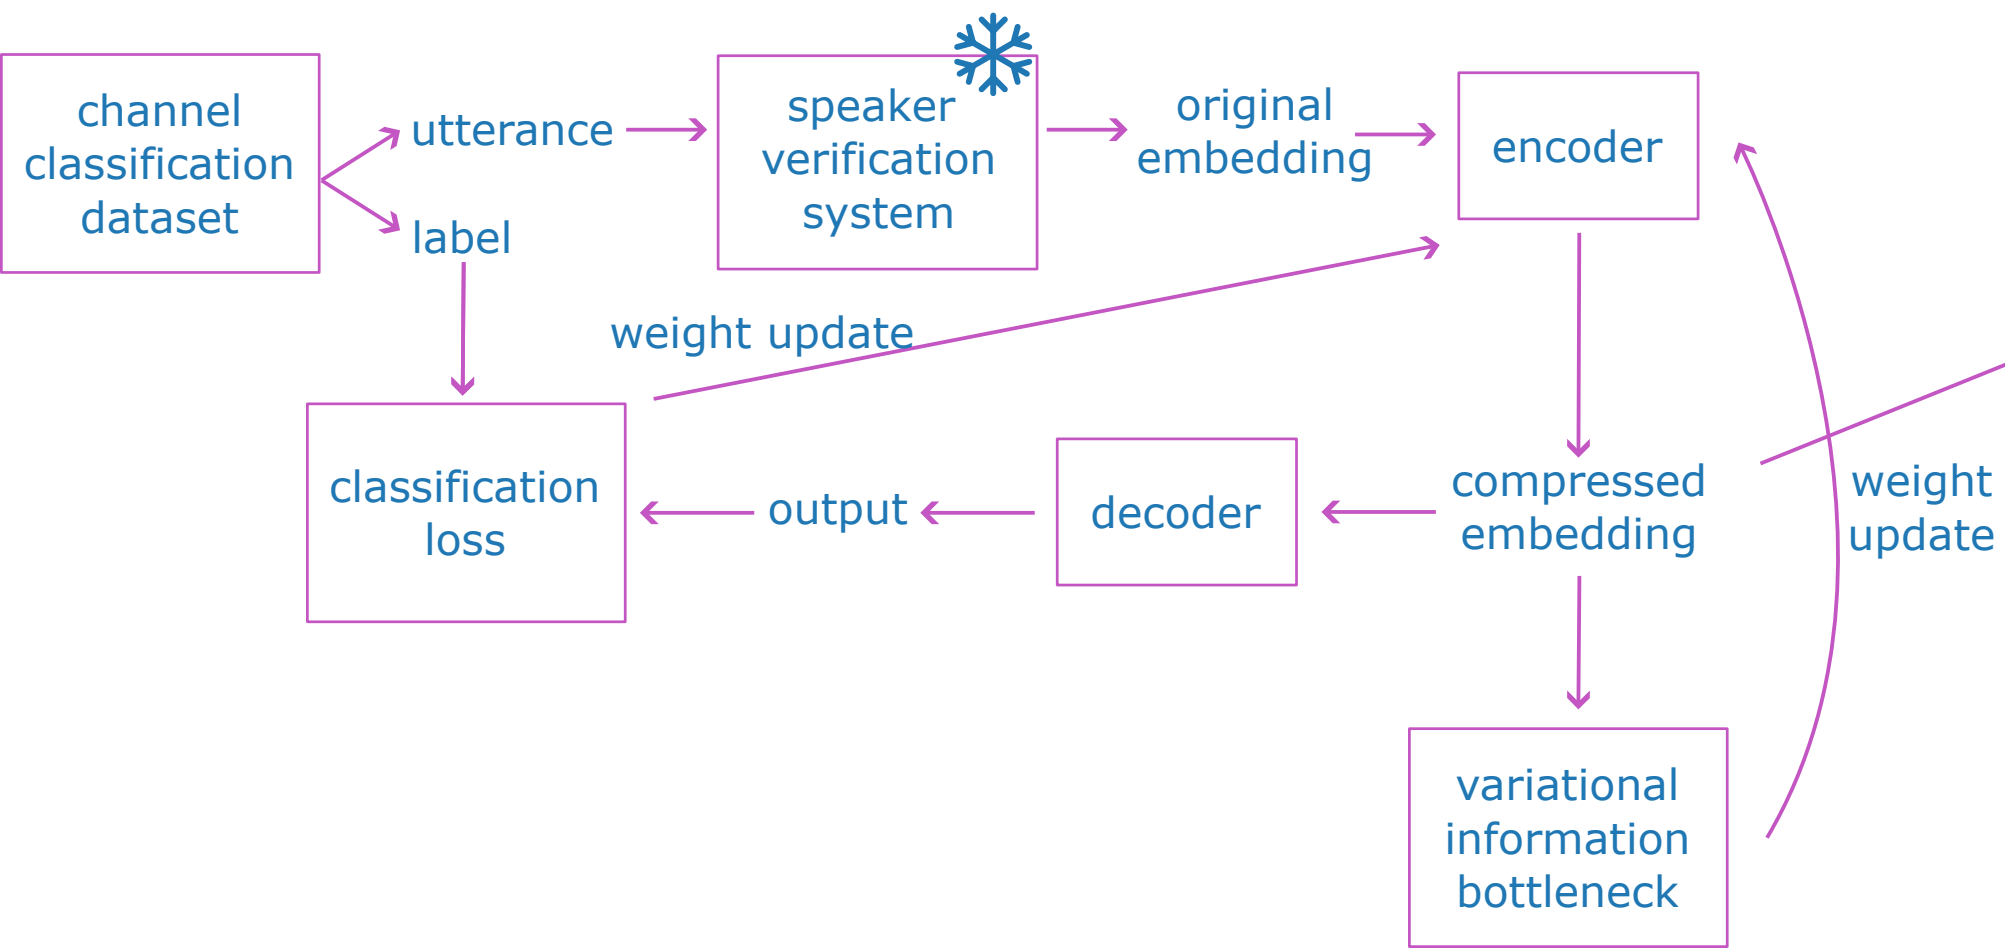 channel
classification
dataset
utterance
label
speaker
verification
system
original
embedding
encoder
weight update
classification
loss
output
decoder
compressed
embedding
weight
update
variational
information
bottleneck